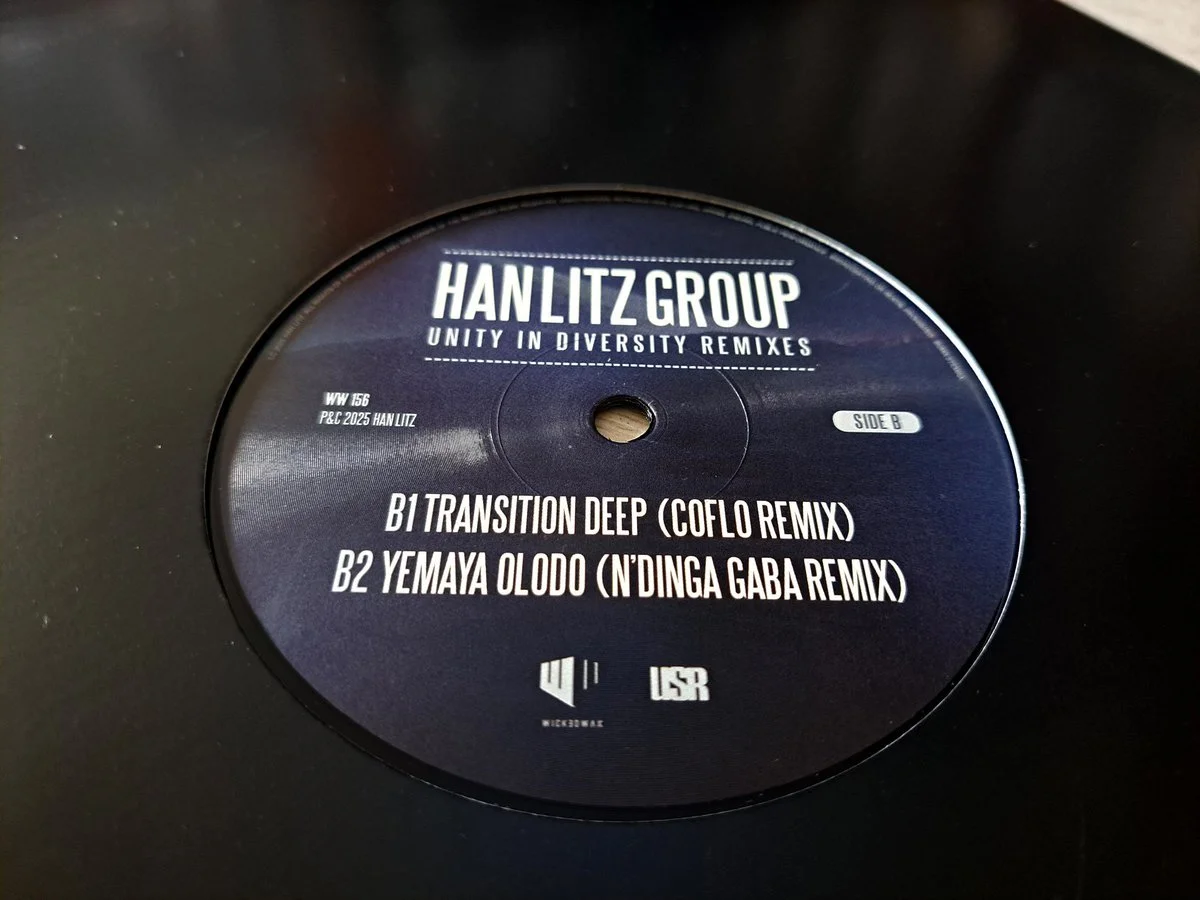 HAN LITZ GROUP
UNITY IN DIVERSITY REMIXES
WW 156
P&C 2025 HAN LITZ
SIDE B
B1 TRANSITION DEEP (COFLO REMIX)
B2 YEMAYA OLODO (N'DINGA GABA REMIX)
WICK3DWAX
USR